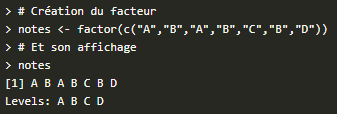 > # Création du facteur
> notes <- factor(c("A","B","A","B","C","B","D"))
> # Et son affichage
> notes
[1] A B A B C B D
Levels: A B C D